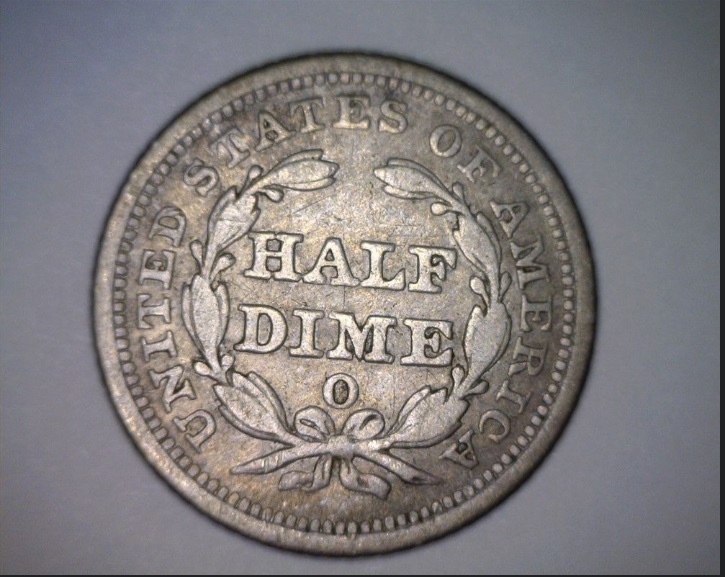 UNITED STATES OF AMERICA
HALF
DIME
O